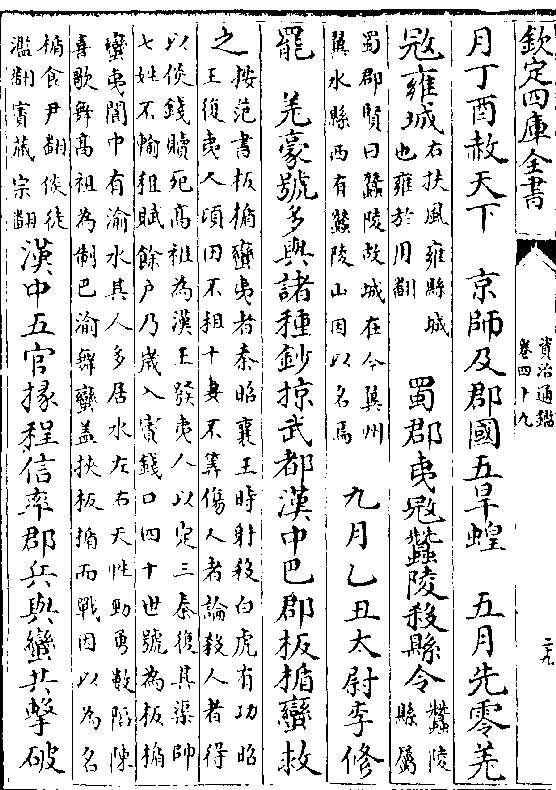 欽定四庫全書
資治通鑑
卷四十九
二九
月丁酉赦天下　京師及郡國五旱蝗　五月先零羌
寇雍城
右扶風雍縣城
也雍於用翻
蜀郡夷寇蠶陵殺縣令
蠶陵
縣屬
蜀郡賢曰蠶陵故城在今翼州
翼水縣西有蠶陵山因以名焉
九月乙丑太尉李修
罷　羌豪號多與諸種鈔掠武都漢中巴郡板楯蠻救
之
按范書板楯蠻夷者秦昭襄王時射殺白虎有功昭
王復夷人頃田不租十妻不筭傷人者論殺人者得
以倓錢贖死高祖為漢王發夷人以定三秦復其渠帥
七姓不輸租賦餘户乃歲入賨錢口四十世號為板楯
蠻夷閬中有渝水其人多居水左右天性勁勇數陷陳
喜歌舞高祖為制巴渝舞蠻盖挾板楯而戰因以為名
楯食尹翻倓徒
濫翻賨藏宗翻
漢中五官掾程信率郡兵與蠻共擊破